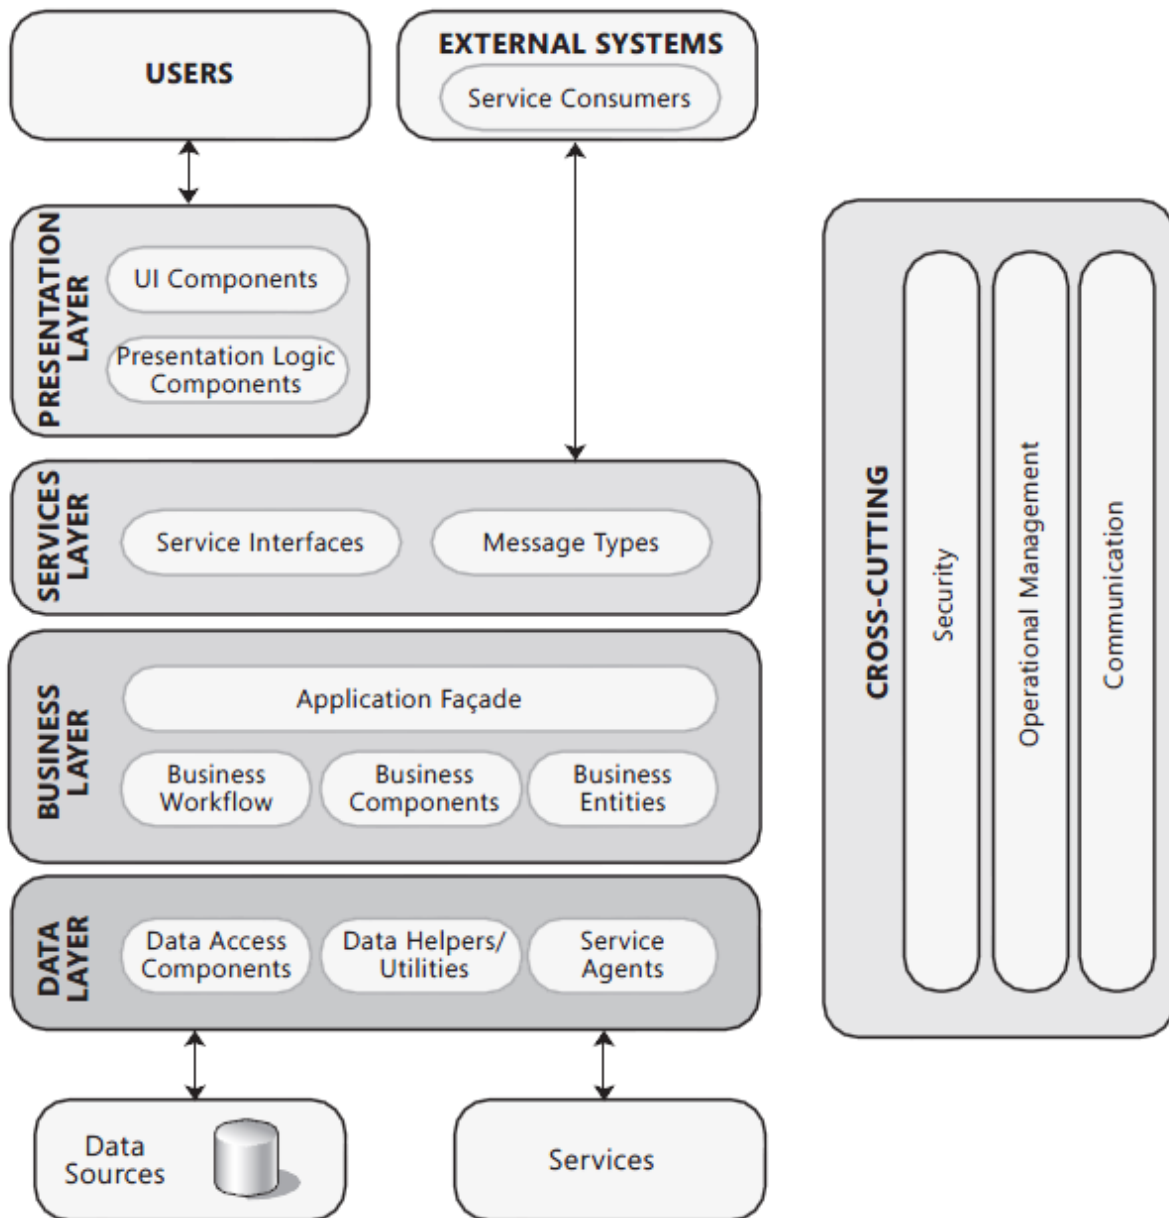 USERS
EXTERNAL SYSTEMS
Service Consumers
PRESENTATION
LAYER
UI Components
Presentation Logic
Components
SERVICES
LAYER
Service Interfaces
Message Types
BUSINESS
LAYER
Application Façade
Business
Workflow
Business
Components
Business
Entities
DATA
LAYER
Data Access
Components
Data Helpers/
Utilities
Service
Agents
Data
Sources
Services
CROSS-CUTTING
Security
Operational Management
Communication